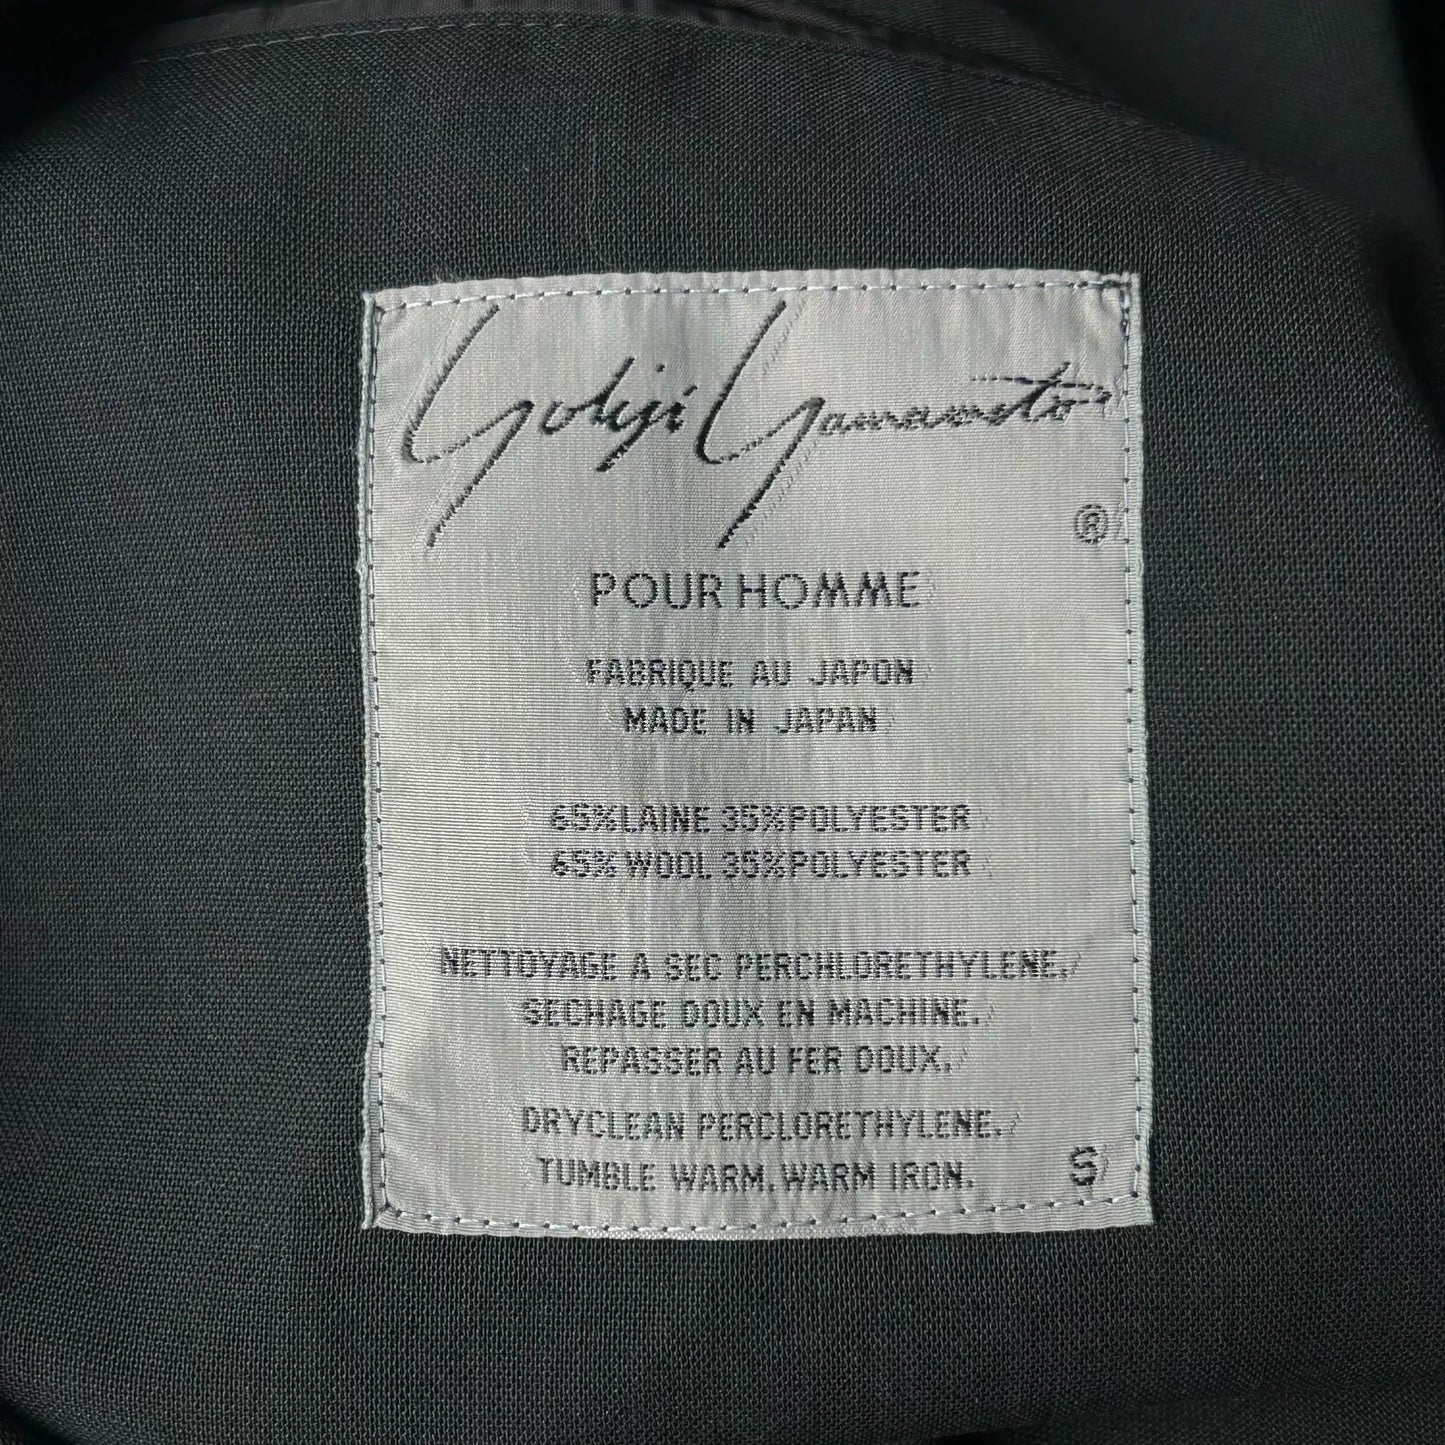 Yohji Yamamoto
®
POUR HOMME
FABRIQUE AU JAPON
MADE IN JAPAN
65%LAINE 35%POLYESTER
65% WOOL 35%POLYESTER
NETTOYAGE A SEC PERCHLORETHYLENE.
SECHAGE DOUX EN MACHINE.
REPASSER AU FER DOUX.
DRYCLEAN PERCLORETHYLENE.
TUMBLE WARM. WARM IRON.
S